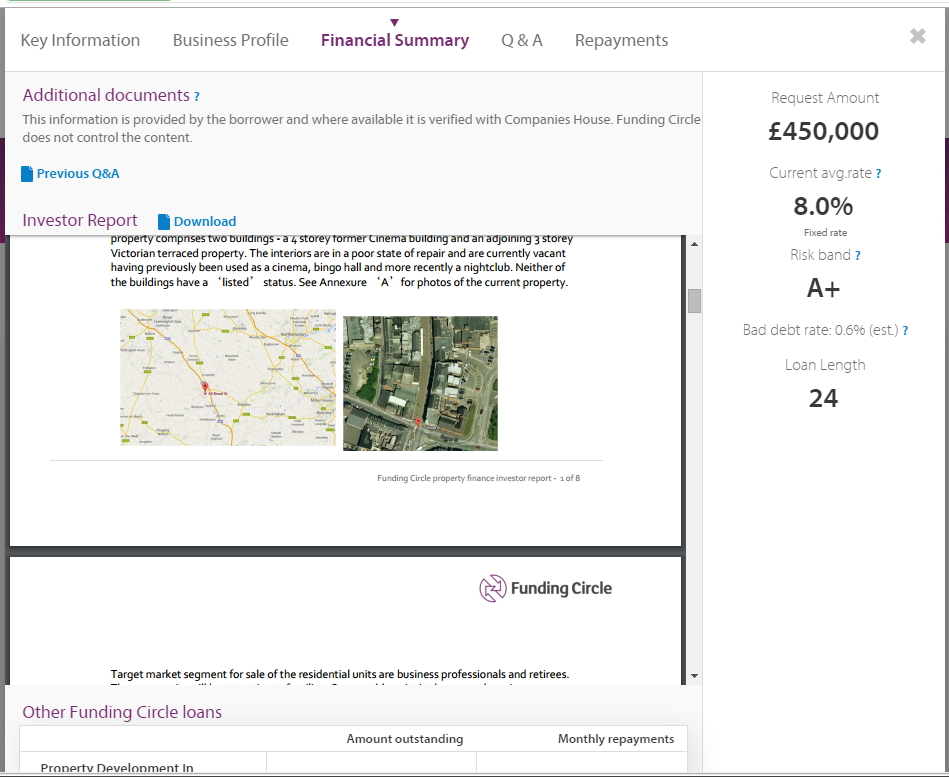 Key Information Business Profile Financial Summary Q & A Repayments
Additional documents ?
This information is provided by the borrower and where available it is verified with Companies House. Funding Circle
does not control the content.
Previous Q&A
Investor Report Download
property comprises two buildings - a 4 storey former Cinema building and an adjoining 3 storey
Victorian terraced property. The interiors are in a poor state of repair and are currently vacant
having previously been used as a cinema, bingo hall and more recently a nightclub. Neither of
the buildings have a ‘listed’ status. See Annexure ‘A’ for photos of the current property.
Funding Circle property finance investor report - 1 of 8
Funding Circle
Target market segment for sale of the residential units are business professionals and retirees.
Other Funding Circle loans
Amount outstanding Monthly repayments
Property Development In
Request Amount
£450,000
Current avg.rate ?
8.0%
Fixed rate
Risk band ?
A+
Bad debt rate: 0.6% (est.) ?
Loan Length
24